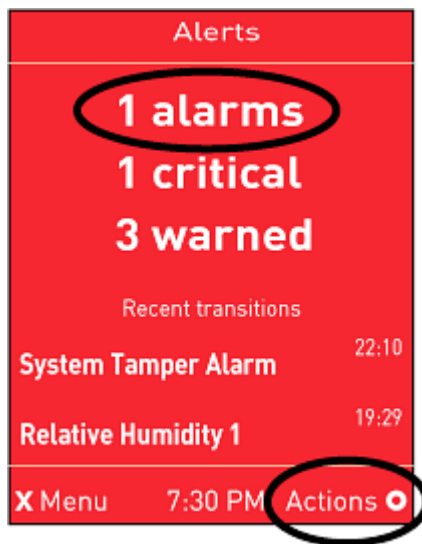 Alerts
1 alarms
1 critical
3 warned
Recent transitions
System Tamper Alarm 22:10
Relative Humidity 1 19:29
X Menu 7:30 PM Actions O